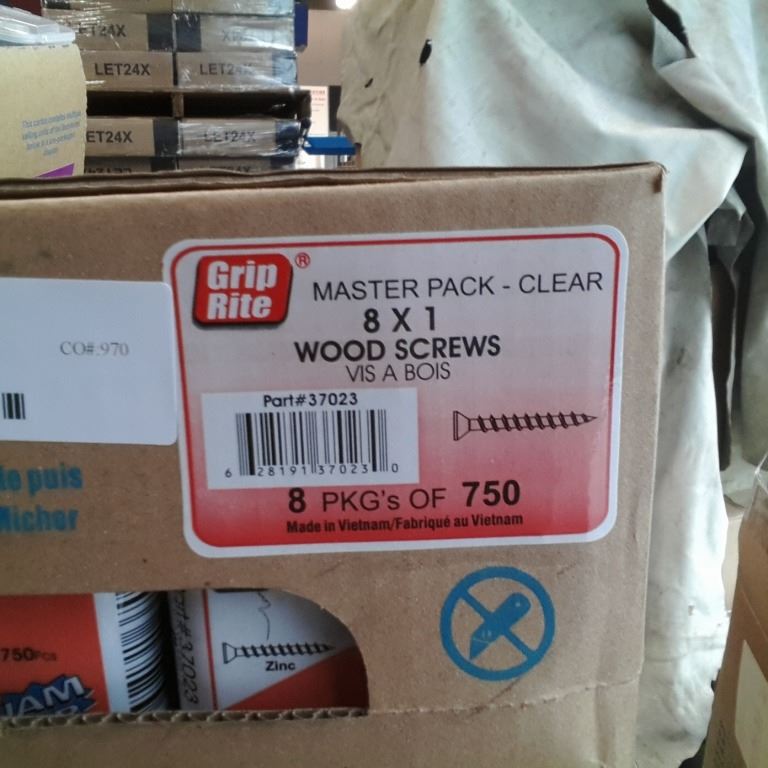 LET24X
LET24X
LET24X
ET24X
LET24X
Grip
Rite
®
MASTER PACK - CLEAR
8 X 1
WOOD SCREWS
VIS A BOIS
Part#37023
6 28191 37023 0
8 PKG's OF 750
Made in Vietnam/Fabriqué au Vietnam
CO#.970
puis
750PCS
Zinc
#37023